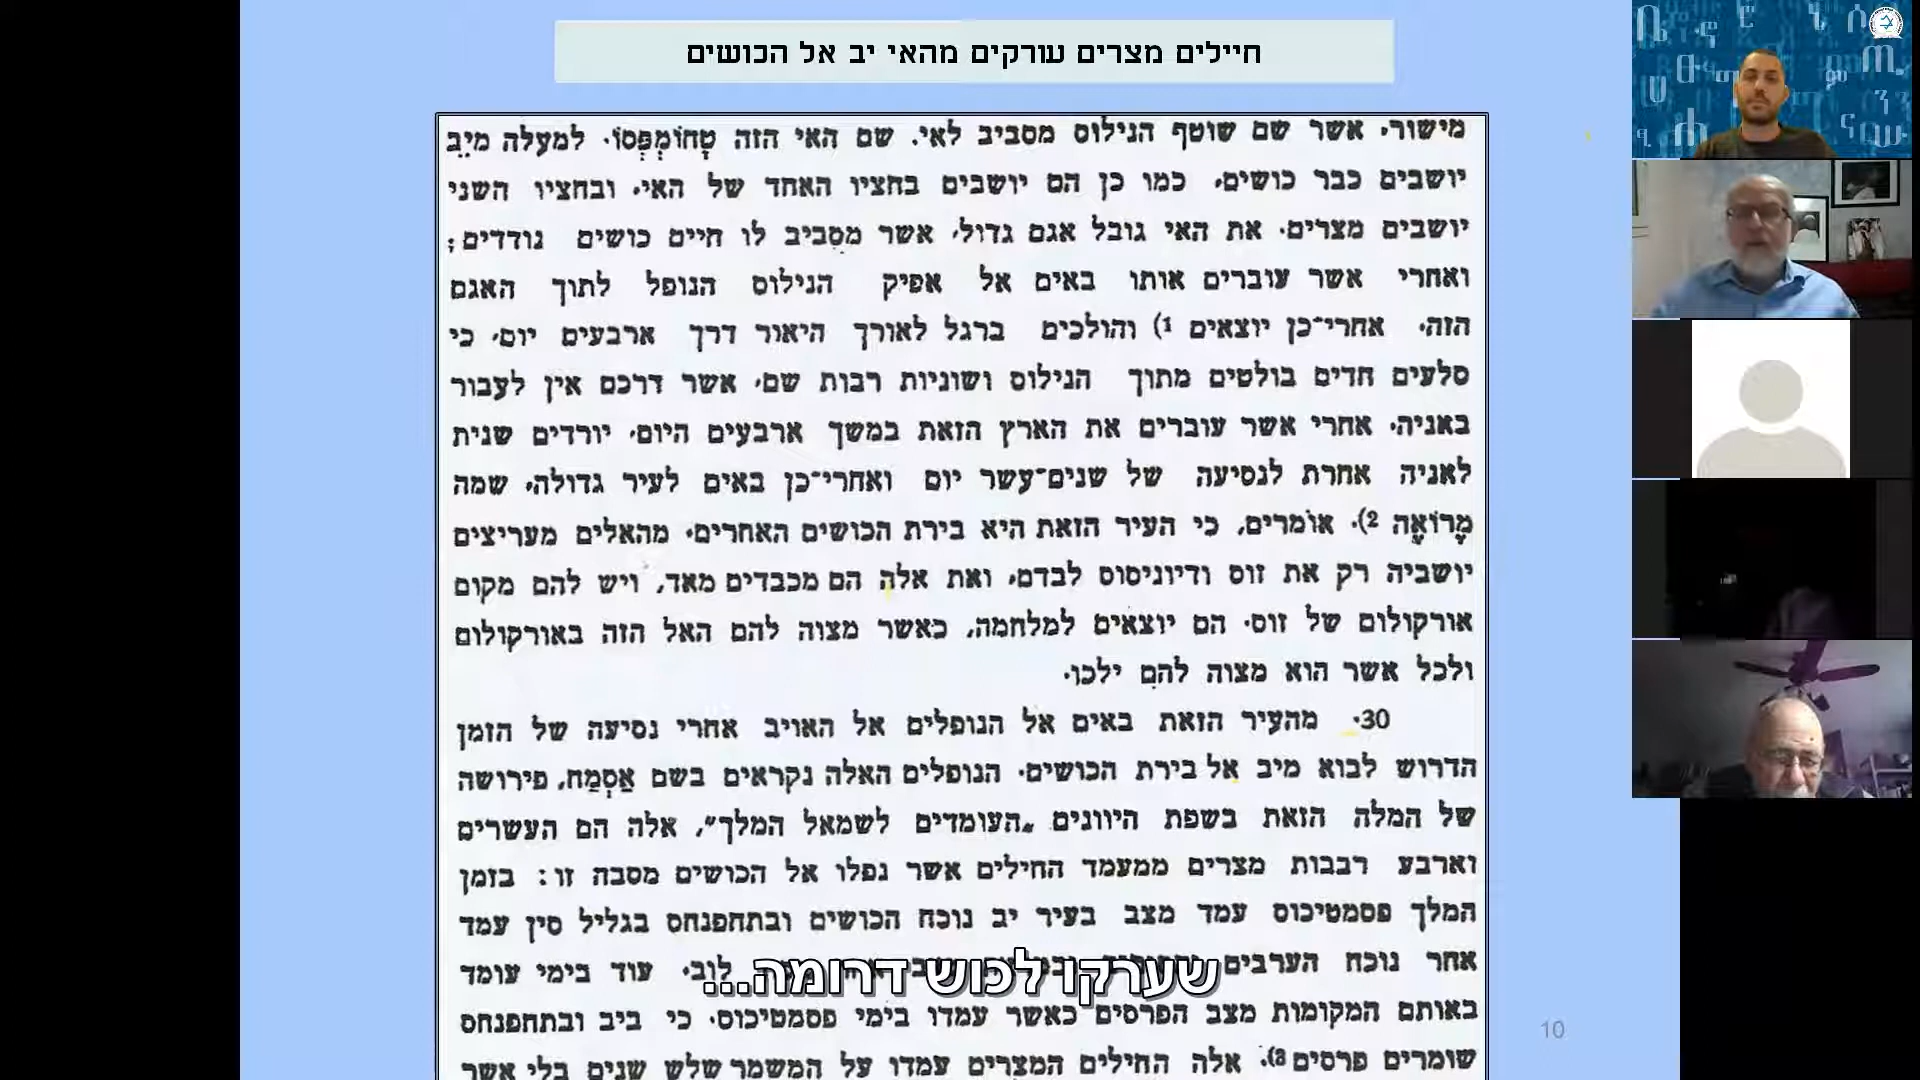 חיילים מצרים עורקים מהאי יב אל הכושים
מישור, אשר שם שוטף הנילוס מסביב לאי. שם האי הזה טָחוֹמְפְּסוֹ. למעלה מיֵב
יושבים כבר כושים, כמו כן הם יושבים בחציו האחד של האי, ובחציו השני
יושבים מצרים. את האי גובל אגם גדול, אשר מסביב לו חיים כושים נודדים;
ואחרי אשר עוברים אותו באים אל אפיק הנילוס הנופל לתוך האגם
הזה. אחרי־כן יוצאים 1) והולכים ברגל לאורך היאור דרך ארבעים יום, כי
סלעים חדים בולטים מתוך הנילוס ושוניות רבות שם, אשר דרכם אין לעבור
באניה. אחרי אשר עוברים את הארץ הזאת במשך ארבעים היום, יורדים שנית
לאניה אחרת לנסיעה של שנים־עשר יום ואחרי־כן באים לעיר גדולה, שמה
מֶרוֹאֶה 2). אומרים, כי העיר הזאת היא בירת הכושים האחרים. מהאלים מעריצים
יושביה רק את זוס ודיוניסוס לבדם, ואת אלה הם מכבדים מאד, ויש להם מקום
אורקולום של זוס. הם יוצאים למלחמה, כאשר מצוה להם האל הזה באורקולום
ולכל אשר הוא מצוה להם ילכו.
30. מהעיר הזאת באים אל הנופלים אל האויב אחרי נסיעה של הזמן
הדרוש לבוא מיב אל בירת הכושים. הנופלים האלה נקראים בשם אַסְמַח, פירושה
של המלה הזאת בשפת היוונים „העומדים לשמאל המלך”, אלה הם העשרים
וארבע רבבות מצרים ממעמד החילים אשר נפלו אל הכושים מסבה זו: בזמן
המלך פסמטיכוס עמד מצב בעיר יב נוכח הכושים ובתחפנחס בגליל סין עמד
אחר נוכח הערבים לוב. עוד בימי עומד
שערקו לכוש דרומה...
באותם המקומות מצב הפרסים כאשר עמדו בימי פסמטיכוס. כי ביב ובתחפנחס
שומרים פרסים 3). אלה החילים המצרים עמדו על המשמר שלש שנים בלי אשר
10